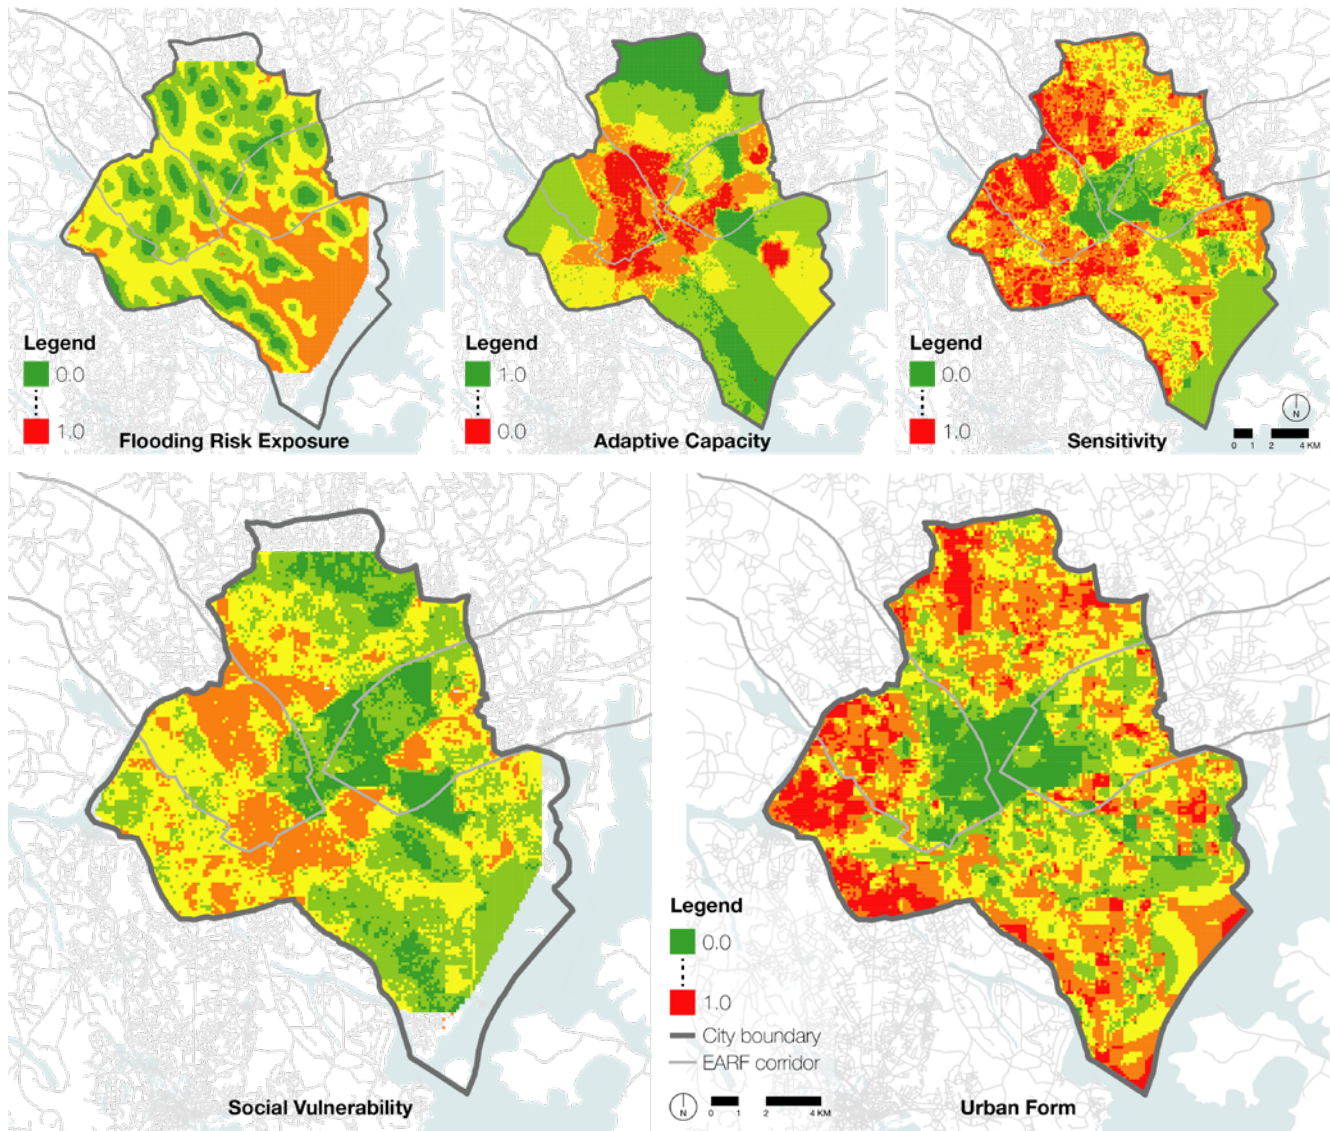 Legend
0.0
1.0
Flooding Risk Exposure
Legend
1.0
0.0
Adaptive Capacity
Legend
0.0
1.0
Sensitivity
N
0 1 2 4 KM
Social Vulnerability
Legend
0.0
1.0
City boundary
EARF corridor
N
0 1 2 4 KM
Urban Form